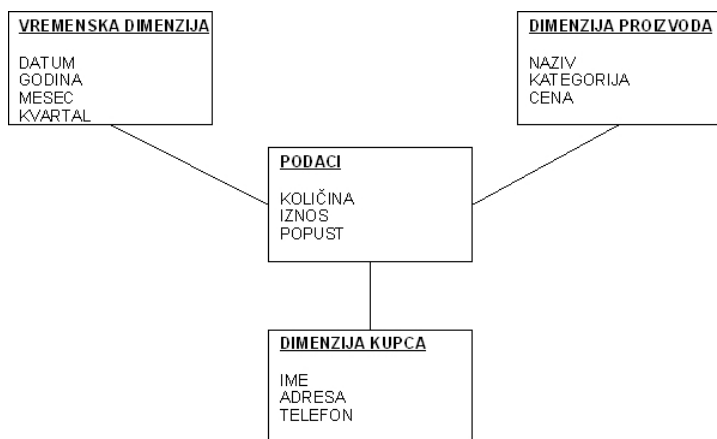 VREMENSKA DIMENZIJA
DATUM
GODINA
MESEC
KVARTAL
DIMENZIJA PROIZVODA
NAZIV
KATEGORIJA
CENA
PODACI
KOLIČINA
IZNOS
POPUST
DIMENZIJA KUPCA
IME
ADRESA
TELEFON